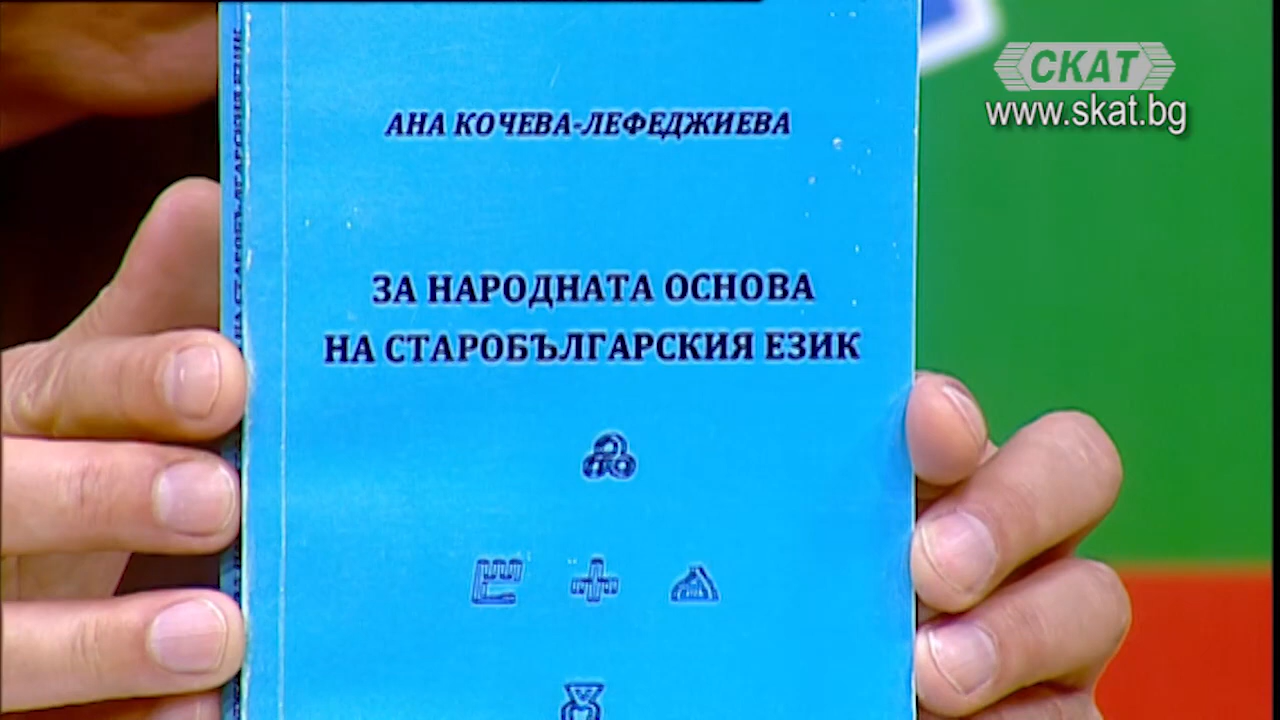 СКАТ
www.skat.bg
АНА КОЧЕВА-ЛЕФЕДЖИЕВА
ЗА НАРОДНАТА ОСНОВА
НА СТАРОБЪЛГАРСКИЯ ЕЗИК